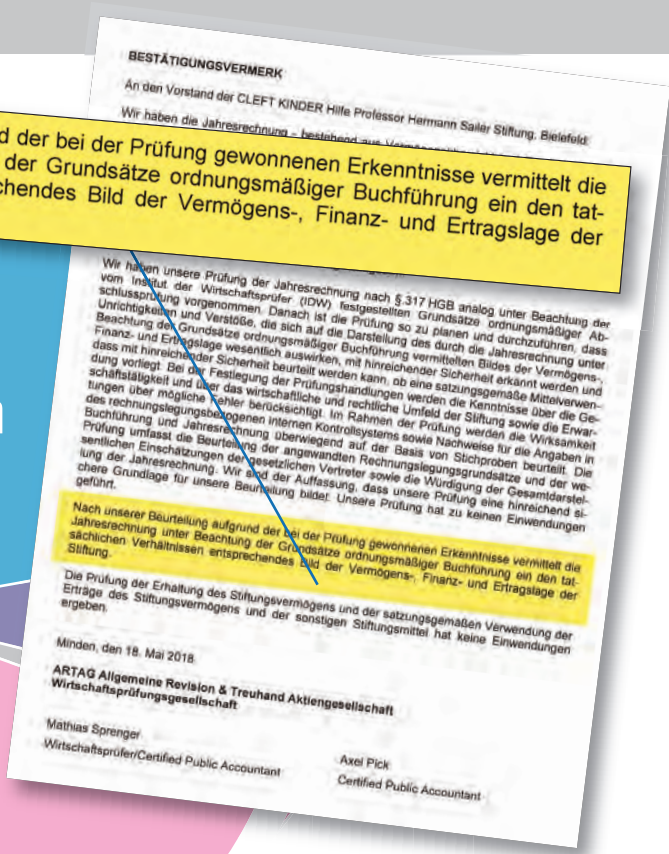 BESTÄTIGUNGSVERMERK
An den Vorstand der CLEFT KINDER Hilfe Professor Hermann Sailer Stiftung, Bielefeld:
Wir haben die Jahresrechnung – bestehend aus
d der bei der Prüfung gewonnenen Erkenntnisse vermittelt die
der Grundsätze ordnungsmäßiger Buchführung ein den tat-
chendes Bild der Vermögens-, Finanz- und Ertragslage der
Wir haben unsere Prüfung der Jahresrechnung nach § 317 HGB analog unter Beachtung der
vom Institut der Wirtschaftsprüfer (IDW) festgestellten Grundsätze ordnungsmäßiger Ab-
schlussprüfung vorgenommen. Danach ist die Prüfung so zu planen und durchzuführen, dass
Unrichtigkeiten und Verstöße, die sich auf die Darstellung des durch die Jahresrechnung unter
Beachtung der Grundsätze ordnungsmäßiger Buchführung vermittelten Bildes der Vermögens-,
Finanz- und Ertragslage wesentlich auswirken, mit hinreichender Sicherheit erkannt werden und
dass mit hinreichender Sicherheit beurteilt werden kann, ob eine satzungsgemäße Mittelverwen-
dung vorliegt. Bei der Festlegung der Prüfungshandlungen werden die Kenntnisse über die Ge-
schäftstätigkeit und über das wirtschaftliche und rechtliche Umfeld der Stiftung sowie die Erwar-
tungen über mögliche Fehler berücksichtigt. Im Rahmen der Prüfung werden die Wirksamkeit
des rechnungslegungsbezogenen internen Kontrollsystems sowie Nachweise für die Angaben in
Buchführung und Jahresrechnung überwiegend auf der Basis von Stichproben beurteilt. Die
Prüfung umfasst die Beurteilung der angewandten Rechnungslegungsgrundsätze und der we-
sentlichen Einschätzungen der gesetzlichen Vertreter sowie die Würdigung der Gesamtdarstel-
lung der Jahresrechnung. Wir sind der Auffassung, dass unsere Prüfung eine hinreichend si-
chere Grundlage für unsere Beurteilung bildet. Unsere Prüfung hat zu keinen Einwendungen
geführt.
Nach unserer Beurteilung aufgrund der bei der Prüfung gewonnenen Erkenntnisse vermittelt die
Jahresrechnung unter Beachtung der Grundsätze ordnungsmäßiger Buchführung ein den tat-
sächlichen Verhältnissen entsprechendes Bild der Vermögens-, Finanz- und Ertragslage der
Stiftung.
Die Prüfung der Erhaltung des Stiftungsvermögens und der satzungsgemäßen Verwendung der
Erträge des Stiftungsvermögens und der sonstigen Stiftungsmittel hat keine Einwendungen
ergeben.
Minden, den 18. Mai 2018
ARTAG Allgemeine Revision & Treuhand Aktiengesellschaft
Wirtschaftsprüfungsgesellschaft
Mathias Sprenger
Wirtschaftsprüfer/Certified Public Accountant
Axel Pick
Certified Public Accountant